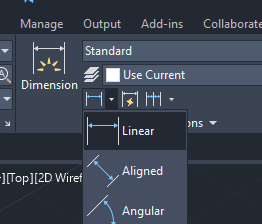 Manage Output Add-ins Collaborate
Standard
Use Current
Dimension
Linear
ons
][Top][2D Wiref
Aligned
Angular